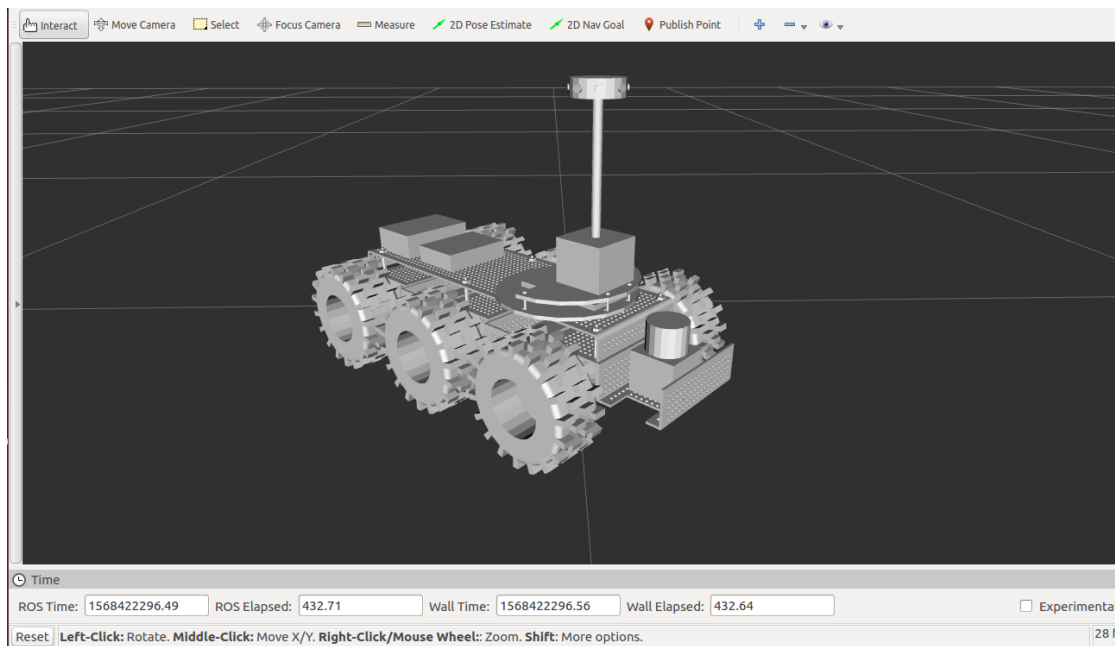 Interact Move Camera Select Focus Camera Measure 2D Pose Estimate 2D Nav Goal Publish Point
Time
ROS Time: 1568422296.49 ROS Elapsed: 432.71 Wall Time: 1568422296.56 Wall Elapsed: 432.64 Experimenta
Reset Left-Click: Rotate. Middle-Click: Move X/Y. Right-Click/Mouse Wheel:: Zoom. Shift: More options. 28 f